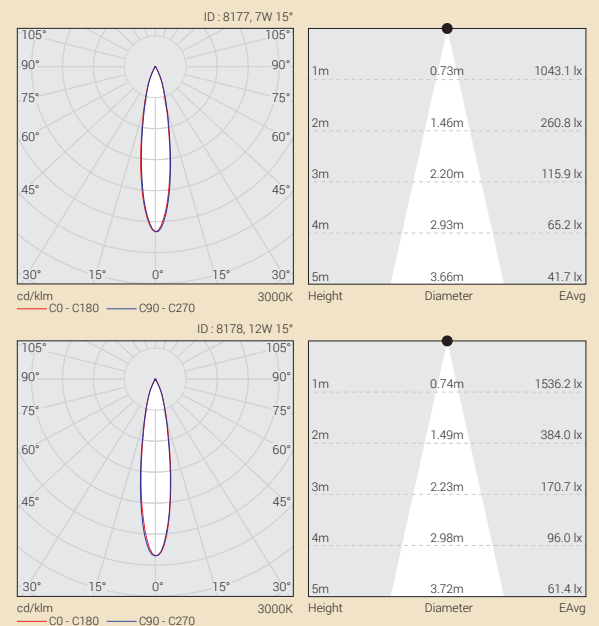 ID : 8177, 7W 15°
105° 105°
90° 90°
75° 75°
60° 60°
45° 45°
30° 15° 0° 15° 30°
cd/klm 3000K
C0 - C180 C90 - C270
1m 0.73m 1043.1 lx
2m 1.46m 260.8 lx
3m 2.20m 115.9 lx
4m 2.93m 65.2 lx
5m 3.66m 41.7 lx
Height Diameter EAvg
ID : 8178, 12W 15°
105° 105°
90° 90°
75° 75°
60° 60°
45° 45°
30° 15° 0° 15° 30°
cd/klm 3000K
C0 - C180 C90 - C270
1m 0.74m 1536.2 lx
2m 1.49m 384.0 lx
3m 2.23m 170.7 lx
4m 2.98m 96.0 lx
5m 3.72m 61.4 lx
Height Diameter EAvg